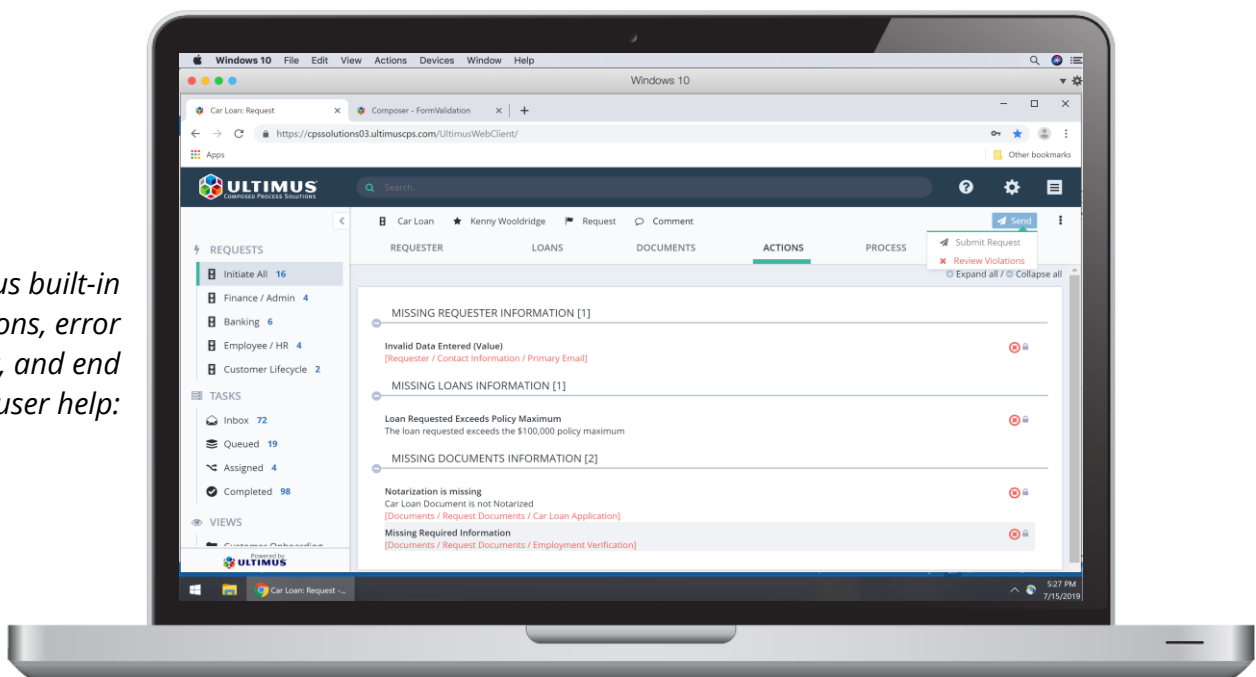 us built-in
ons, error
, and end
user help:
Windows 10 File Edit View Actions Devices Window Help
Windows 10
Car Loan: Request
Composer - FormValidation
https://cpssolutions03.ultimuscps.com/UltimusWebClient/
Apps
Other bookmarks
ULTIMUS
COMPOSED PROCESS SOLUTIONS
Search...
Car Loan Kenny Wooldridge Request Comment
Send
REQUESTER LOANS DOCUMENTS ACTIONS PROCESS
Submit Request
Review Violations
Expand all / Collapse all
REQUESTS
Initiate All 16
Finance / Admin 4
Banking 6
Employee / HR 4
Customer Lifecycle 2
TASKS
Inbox 72
Queued 19
Assigned 4
Completed 98
VIEWS
Customer Onboarding
Powered by
ULTIMUS
MISSING REQUESTER INFORMATION [1]
Invalid Data Entered (Value)
[Requester / Contact Information / Primary Email]
MISSING LOANS INFORMATION [1]
Loan Requested Exceeds Policy Maximum
The loan requested exceeds the $100,000 policy maximum
MISSING DOCUMENTS INFORMATION [2]
Notarization is missing
Car Loan Document is not Notarized
[Documents / Request Documents / Car Loan Application]
Missing Required Information
[Documents / Request Documents / Employment Verification]
Car Loan: Request -...
5:27 PM
7/15/2019